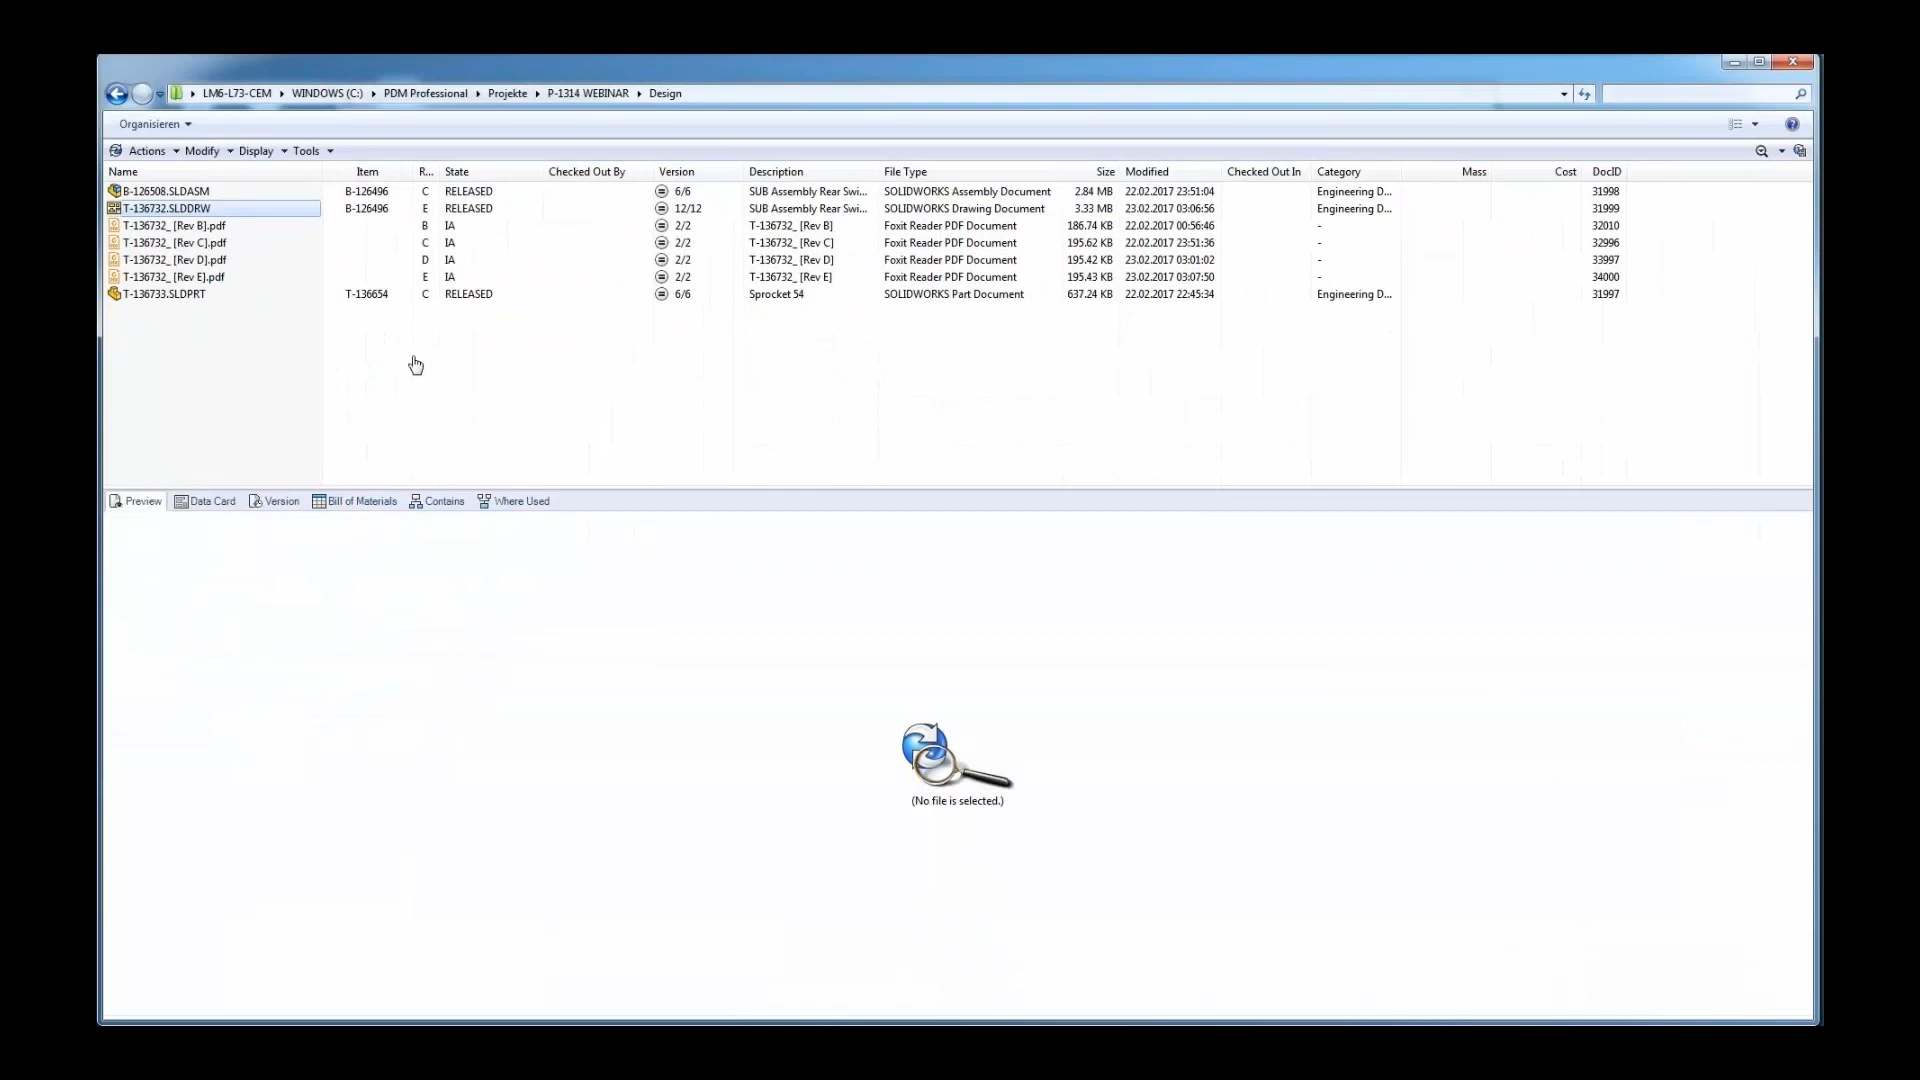 LM6-L73-CEM WINDOWS (C:) PDM Professional Projekte P-1314 WEBINAR Design
Organisieren
Actions Modify Display Tools
Name Item R... State Checked Out By Version Description File Type Size Modified Checked Out In Category Mass Cost DocID
B-126508.SLDASM B-126496 C RELEASED 6/6 SUB Assembly Rear Swi... SOLIDWORKS Assembly Document 2.84 MB 22.02.2017 23:51:04 Engineering D... 31998
T-136732.SLDDRW B-126496 E RELEASED 12/12 SUB Assembly Rear Swi... SOLIDWORKS Drawing Document 3.33 MB 23.02.2017 03:06:56 Engineering D... 31999
T-136732_ [Rev B].pdf B IA 2/2 T-136732_ [Rev B] Foxit Reader PDF Document 186.74 KB 22.02.2017 00:56:46 - 32010
T-136732_ [Rev C].pdf C IA 2/2 T-136732_ [Rev C] Foxit Reader PDF Document 195.62 KB 22.02.2017 23:51:36 - 32996
T-136732_ [Rev D].pdf D IA 2/2 T-136732_ [Rev D] Foxit Reader PDF Document 195.42 KB 23.02.2017 03:01:02 - 33997
T-136732_ [Rev E].pdf E IA 2/2 T-136732_ [Rev E] Foxit Reader PDF Document 195.43 KB 23.02.2017 03:07:50 - 34000
T-136733.SLDPRT T-136654 C RELEASED 6/6 Sprocket 54 SOLIDWORKS Part Document 637.24 KB 22.02.2017 22:45:34 Engineering D... 31997
Preview Data Card Version Bill of Materials Contains Where Used
(No file is selected.)